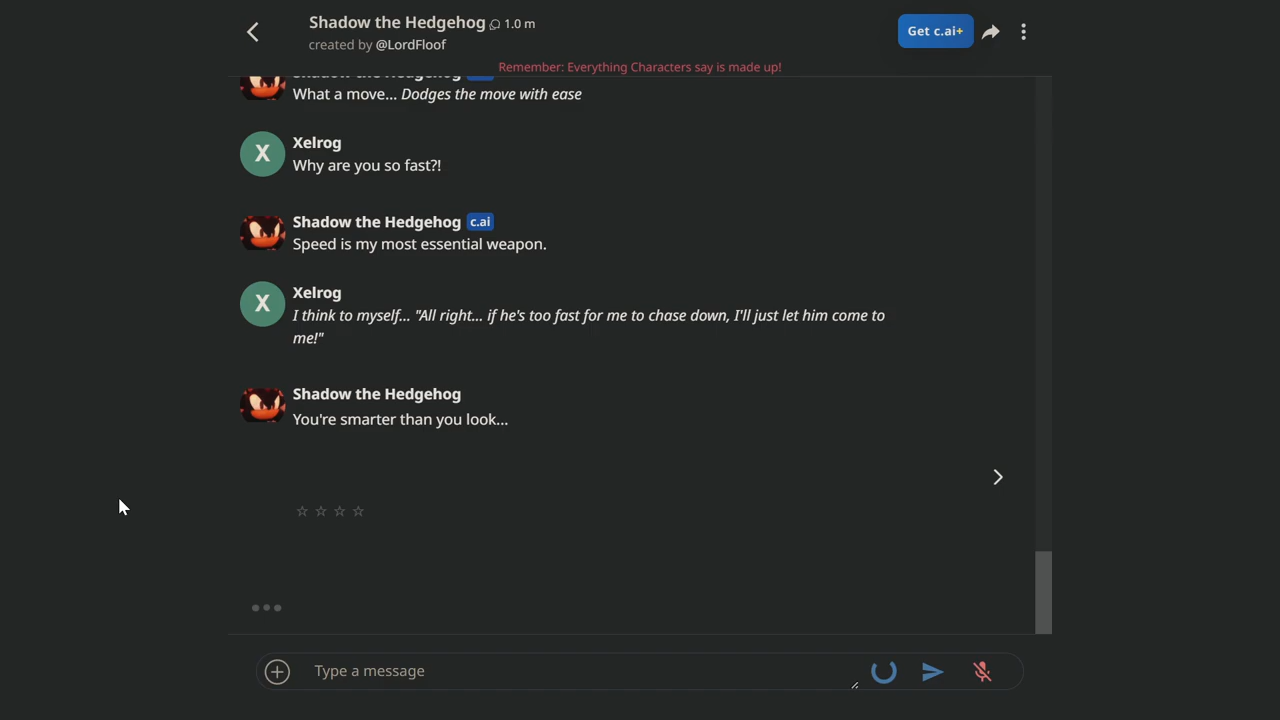 Shadow the Hedgehog 1.0 m
created by @LordFloof
Get c.ai+
Remember: Everything Characters say is made up!
Shadow the Hedgehog
What a move... Dodges the move with ease
X
Xelrog
Why are you so fast?!
Shadow the Hedgehog c.ai
Speed is my most essential weapon.
X
Xelrog
I think to myself... "All right... if he's too fast for me to chase down, I'll just let him come to
me!"
Shadow the Hedgehog
You're smarter than you look...
Type a message